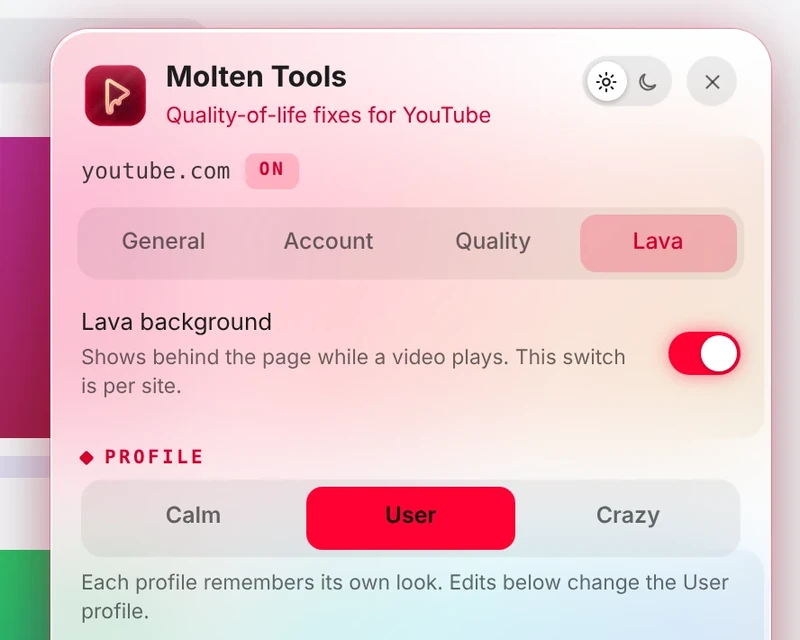 Molten Tools
Quality-of-life fixes for YouTube
youtube.com ON
General Account Quality Lava
Lava background
Shows behind the page while a video plays. This switch
is per site.
PROFILE
Calm User Crazy
Each profile remembers its own look. Edits below change the User
profile.